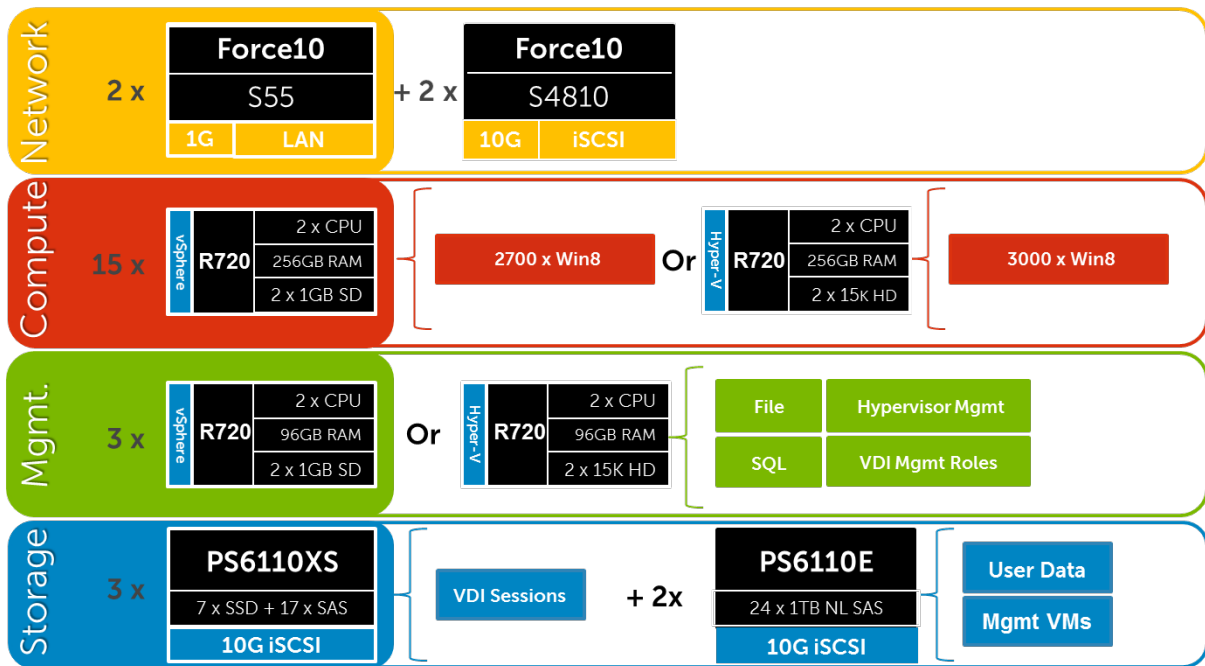 Network
2 x
Force10
S55
1G
LAN
+ 2 x
Force10
S4810
10G
iSCSI
Compute
15 x
vSphere
R720
2 x CPU
256GB RAM
2 x 1GB SD
2700 x Win8
Or
Hyper-V
R720
2 x CPU
256GB RAM
2 x 15K HD
3000 x Win8
Mgmt.
3 x
vSphere
R720
2 x CPU
96GB RAM
2 x 1GB SD
Or
Hyper-V
R720
2 x CPU
96GB RAM
2 x 15K HD
File
Hypervisor Mgmt
SQL
VDI Mgmt Roles
Storage
3 x
PS6110XS
7 x SSD + 17 x SAS
10G iSCSI
VDI Sessions
+ 2x
PS6110E
24 x 1TB NL SAS
10G iSCSI
User Data
Mgmt VMs